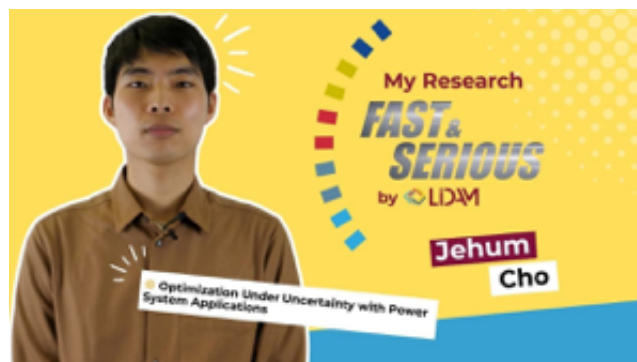 My Research
FAST &
SERIOUS
by LIDAM
Jehum
Cho
Optimization Under Uncertainty with Power
System Applications